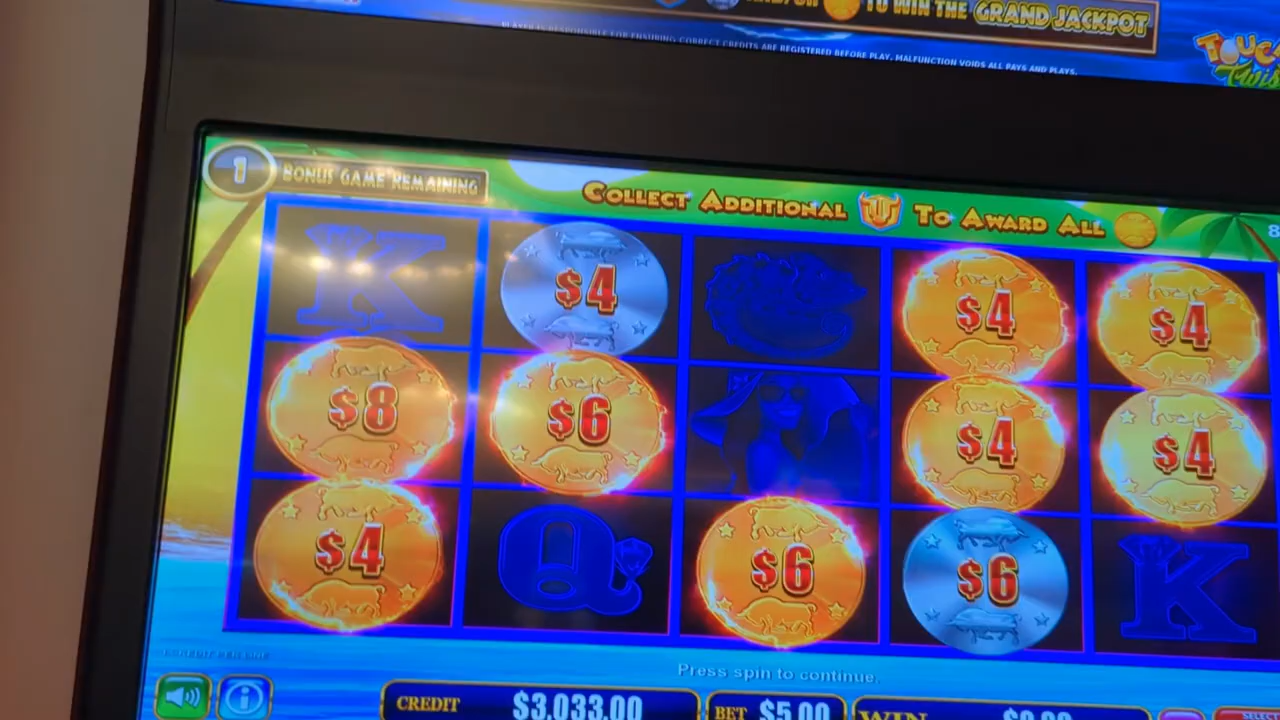 TO WIN THE GRAND JACKPOT
PLAYER IS RESPONSIBLE FOR ENSURING CORRECT CREDITS ARE REGISTERED BEFORE PLAY. MALFUNCTION VOIDS ALL PAYS AND PLAYS.
1 BONUS GAME REMAINING
COLLECT ADDITIONAL TO AWARD ALL
8
K $4 $4 $4
$8 $6 $4 $4
$4 Q $6 $6 K
Press spin to continue.
CREDIT $3,033.00 BET $5.00 WIN